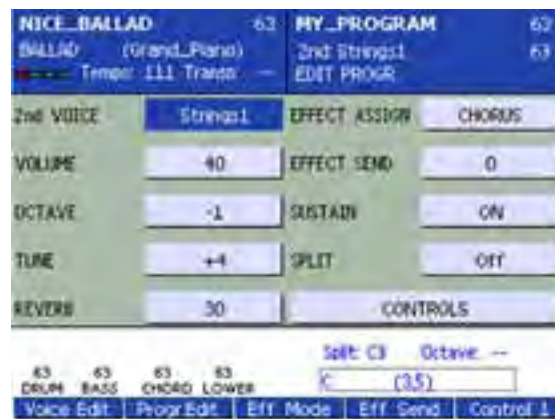 NICE_BALLAD 63
BALLAD (Grand_Piano)
Tempo: 111 Transp: --
MY_PROGRAM 63
2nd Strings1 63
EDIT PROGR
2nd VOICE Strings1 EFFECT ASSIGN CHORUS
VOLUME 40 EFFECT SEND 0
OCTAVE -1 SUSTAIN ON
TUNE +4 SPLIT Off
REVERB 30 CONTROLS
Split: C3 Octave: --
63 63 63 63
DRUM BASS CHORD LOWER
Voice Edit Progr.Edit Eff Mode Eff Send Control 1